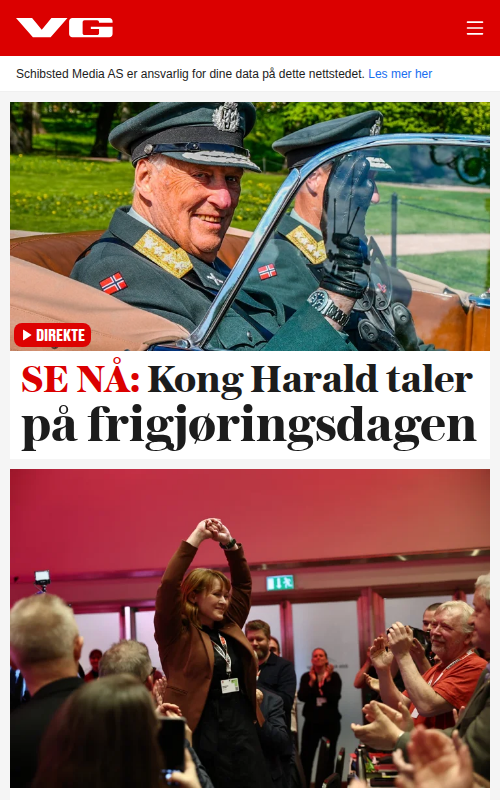 VG
Schibsted Media AS er ansvarlig for dine data på dette nettstedet. Les mer her
DIREKTE
SE NÅ: Kong Harald taler
på frigjøringsdagen